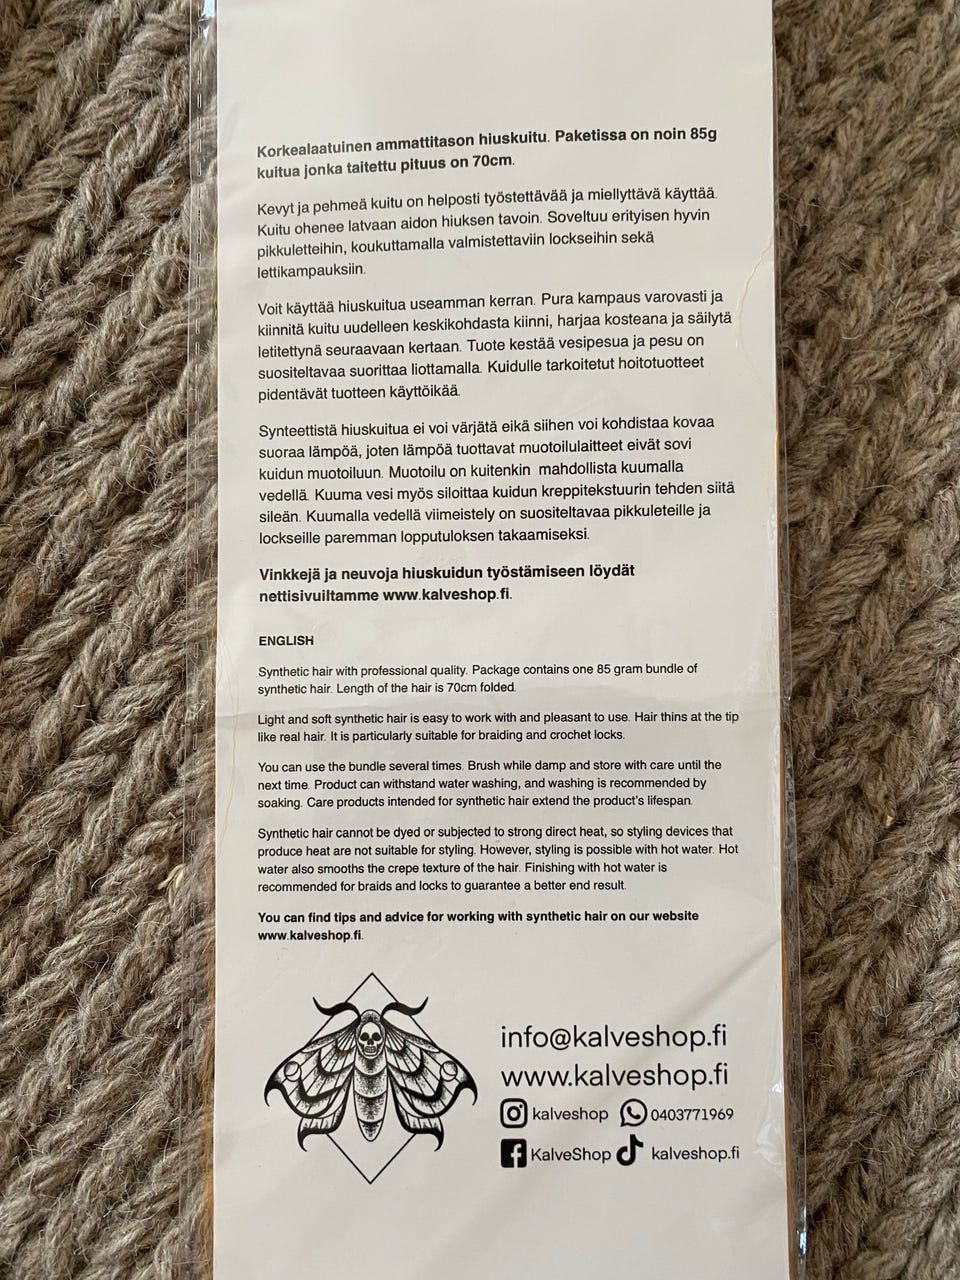 Korkealaatuinen ammattitason hiuskuitu. Paketissa on noin 85g
kuitua jonka taitettu pituus on 70cm.
Kevyt ja pehmeä kuitu on helposti työstettävää ja miellyttävä käyttää.
Kuitu ohenee latvaan aidon hiuksen tavoin. Soveltuu erityisen hyvin
pikkuletteihin, koukuttamalla valmistettaviin lockseihin sekä
lettikampauksiin.
Voit käyttää hiuskuitua useamman kerran. Pura kampaus varovasti ja
kiinnitä kuitu uudelleen keskikohdasta kiinni, harjaa kosteana ja säilytä
letitettynä seuraavaan kertaan. Tuote kestää vesipesua ja pesu on
suositeltavaa suorittaa liottamalla. Kuidulle tarkoitetut hoitotuotteet
pidentävät tuotteen käyttöikää.
Synteettistä hiuskuitua ei voi värjätä eikä siihen voi kohdistaa kovaa
suoraa lämpöä, joten lämpöä tuottavat muotoilulaitteet eivät sovi
kuidun muotoiluun. Muotoilu on kuitenkin mahdollista kuumalla
vedellä. Kuuma vesi myös siloittaa kuidun kreppitekstuurin tehden siitä
sileän. Kuumalla vedellä viimeistely on suositeltavaa pikkuleteille ja
lockseille paremman lopputuloksen takaamiseksi.
Vinkkejä ja neuvoja hiuskuidun työstämiseen löydät
nettisivuiltamme www.kalveshop.fi.
ENGLISH
Synthetic hair with professional quality. Package contains one 85 gram bundle of
synthetic hair. Length of the hair is 70cm folded.
Light and soft synthetic hair is easy to work with and pleasant to use. Hair thins at the tip
like real hair. It is particularly suitable for braiding and crochet locks.
You can use the bundle several times. Brush while damp and store with care until the
next time. Product can withstand water washing, and washing is recommended by
soaking. Care products intended for synthetic hair extend the product's lifespan.
Synthetic hair cannot be dyed or subjected to strong direct heat, so styling devices that
produce heat are not suitable for styling. However, styling is possible with hot water. Hot
water also smooths the crepe texture of the hair. Finishing with hot water is
recommended for braids and locks to guarantee a better end result.
You can find tips and advice for working with synthetic hair on our website
www.kalveshop.fi.
info@kalveshop.fi
www.kalveshop.fi
kalveshop 0403771969
KalveShop kalveshop.fi